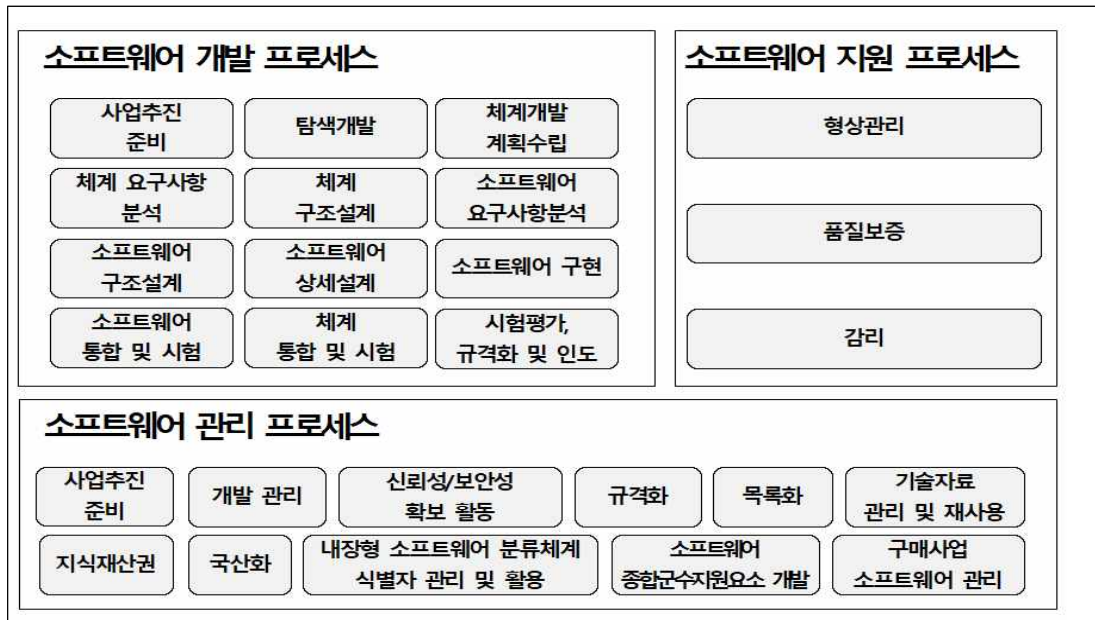 소프트웨어 개발 프로세스
사업추진
준비
탐색개발
체계개발
계획수립
체계 요구사항
분석
체계
구조설계
소프트웨어
요구사항분석
소프트웨어
구조설계
소프트웨어
상세설계
소프트웨어 구현
소프트웨어
통합 및 시험
체계
통합 및 시험
시험평가,
규격화 및 인도
소프트웨어 지원 프로세스
형상관리
품질보증
감리
소프트웨어 관리 프로세스
사업추진
준비
개발 관리
신뢰성/보안성
확보 활동
규격화
목록화
기술자료
관리 및 재사용
지식재산권
국산화
내장형 소프트웨어 분류체계
식별자 관리 및 활용
소프트웨어
종합군수지원요소 개발
구매사업
소프트웨어 관리